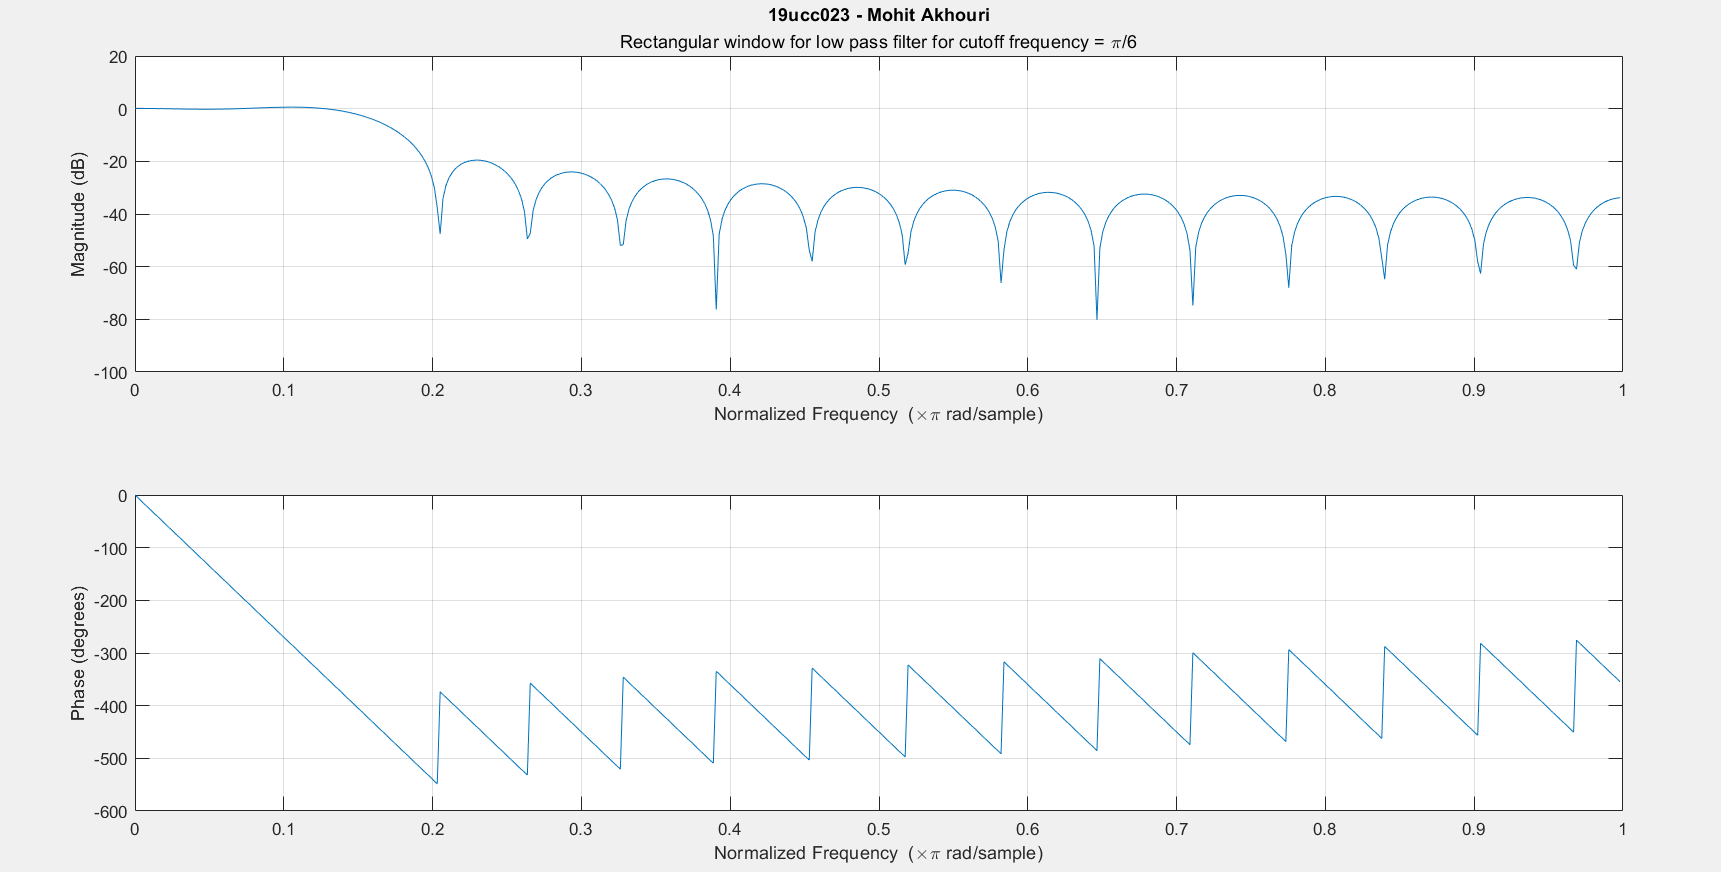 19ucc023 - Mohit Akhouri
Rectangular window for low pass filter for cutoff frequency = π/6
20
0
-20
-40
-60
-80
-100
Magnitude (dB)
0 0.1 0.2 0.3 0.4 0.5 0.6 0.7 0.8 0.9 1
Normalized Frequency (×π rad/sample)
0
-100
-200
-300
-400
-500
-600
Phase (degrees)
0 0.1 0.2 0.3 0.4 0.5 0.6 0.7 0.8 0.9 1
Normalized Frequency (×π rad/sample)